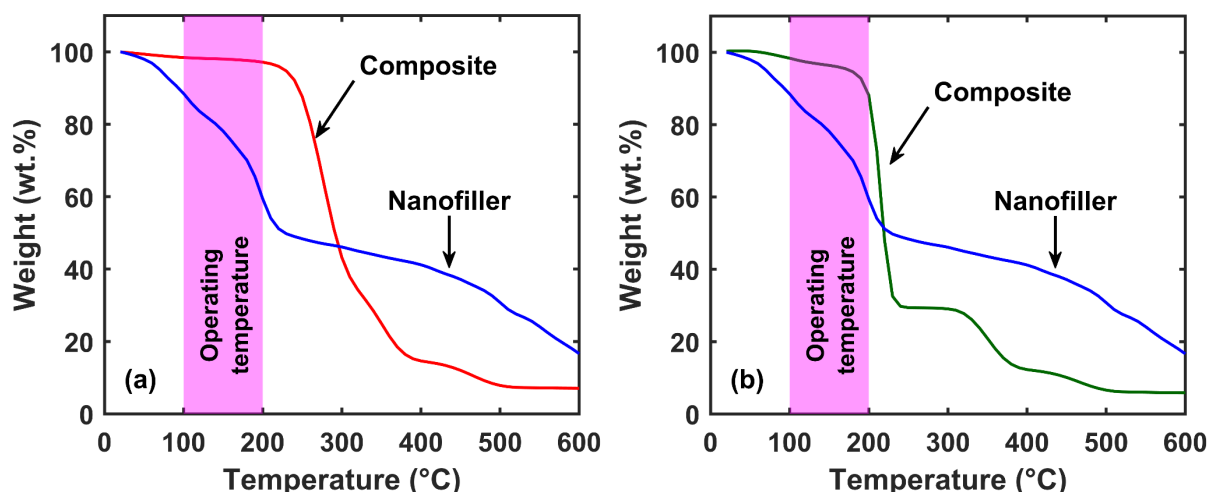 100
80
60
40
20
0
Weight (wt.%)
Composite
Nanofiller
Operating
temperature
(a)
0 100 200 300 400 500 600
Temperature (°C)
100
80
60
40
20
0
Weight (wt.%)
Composite
Nanofiller
Operating
temperature
(b)
0 100 200 300 400 500 600
Temperature (°C)